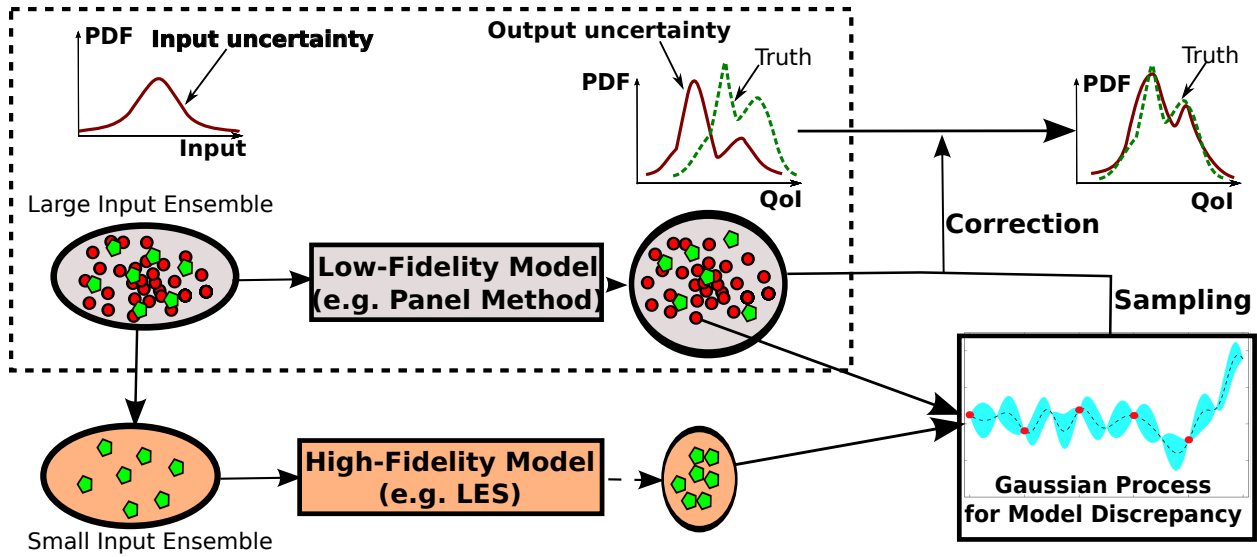 PDF
Input uncertainty
Input
Output uncertainty
Truth
PDF
QoI
Truth
PDF
QoI
Large Input Ensemble
Low-Fidelity Model
(e.g. Panel Method)
Correction
Sampling
High-Fidelity Model
(e.g. LES)
Small Input Ensemble
Gaussian Process
for Model Discrepancy